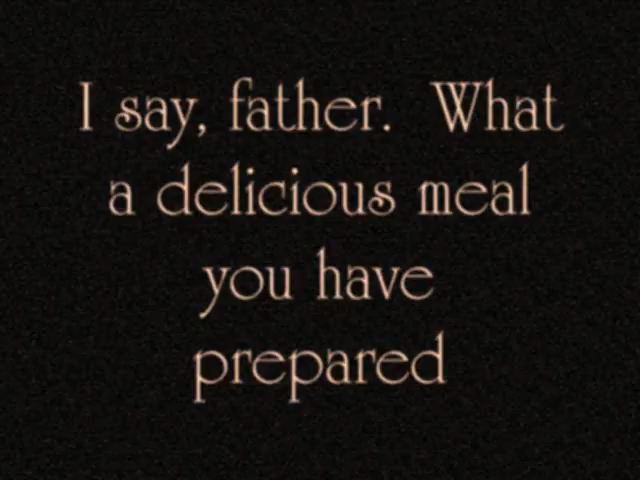 I say, father.  What
a delicious meal
you have
prepared